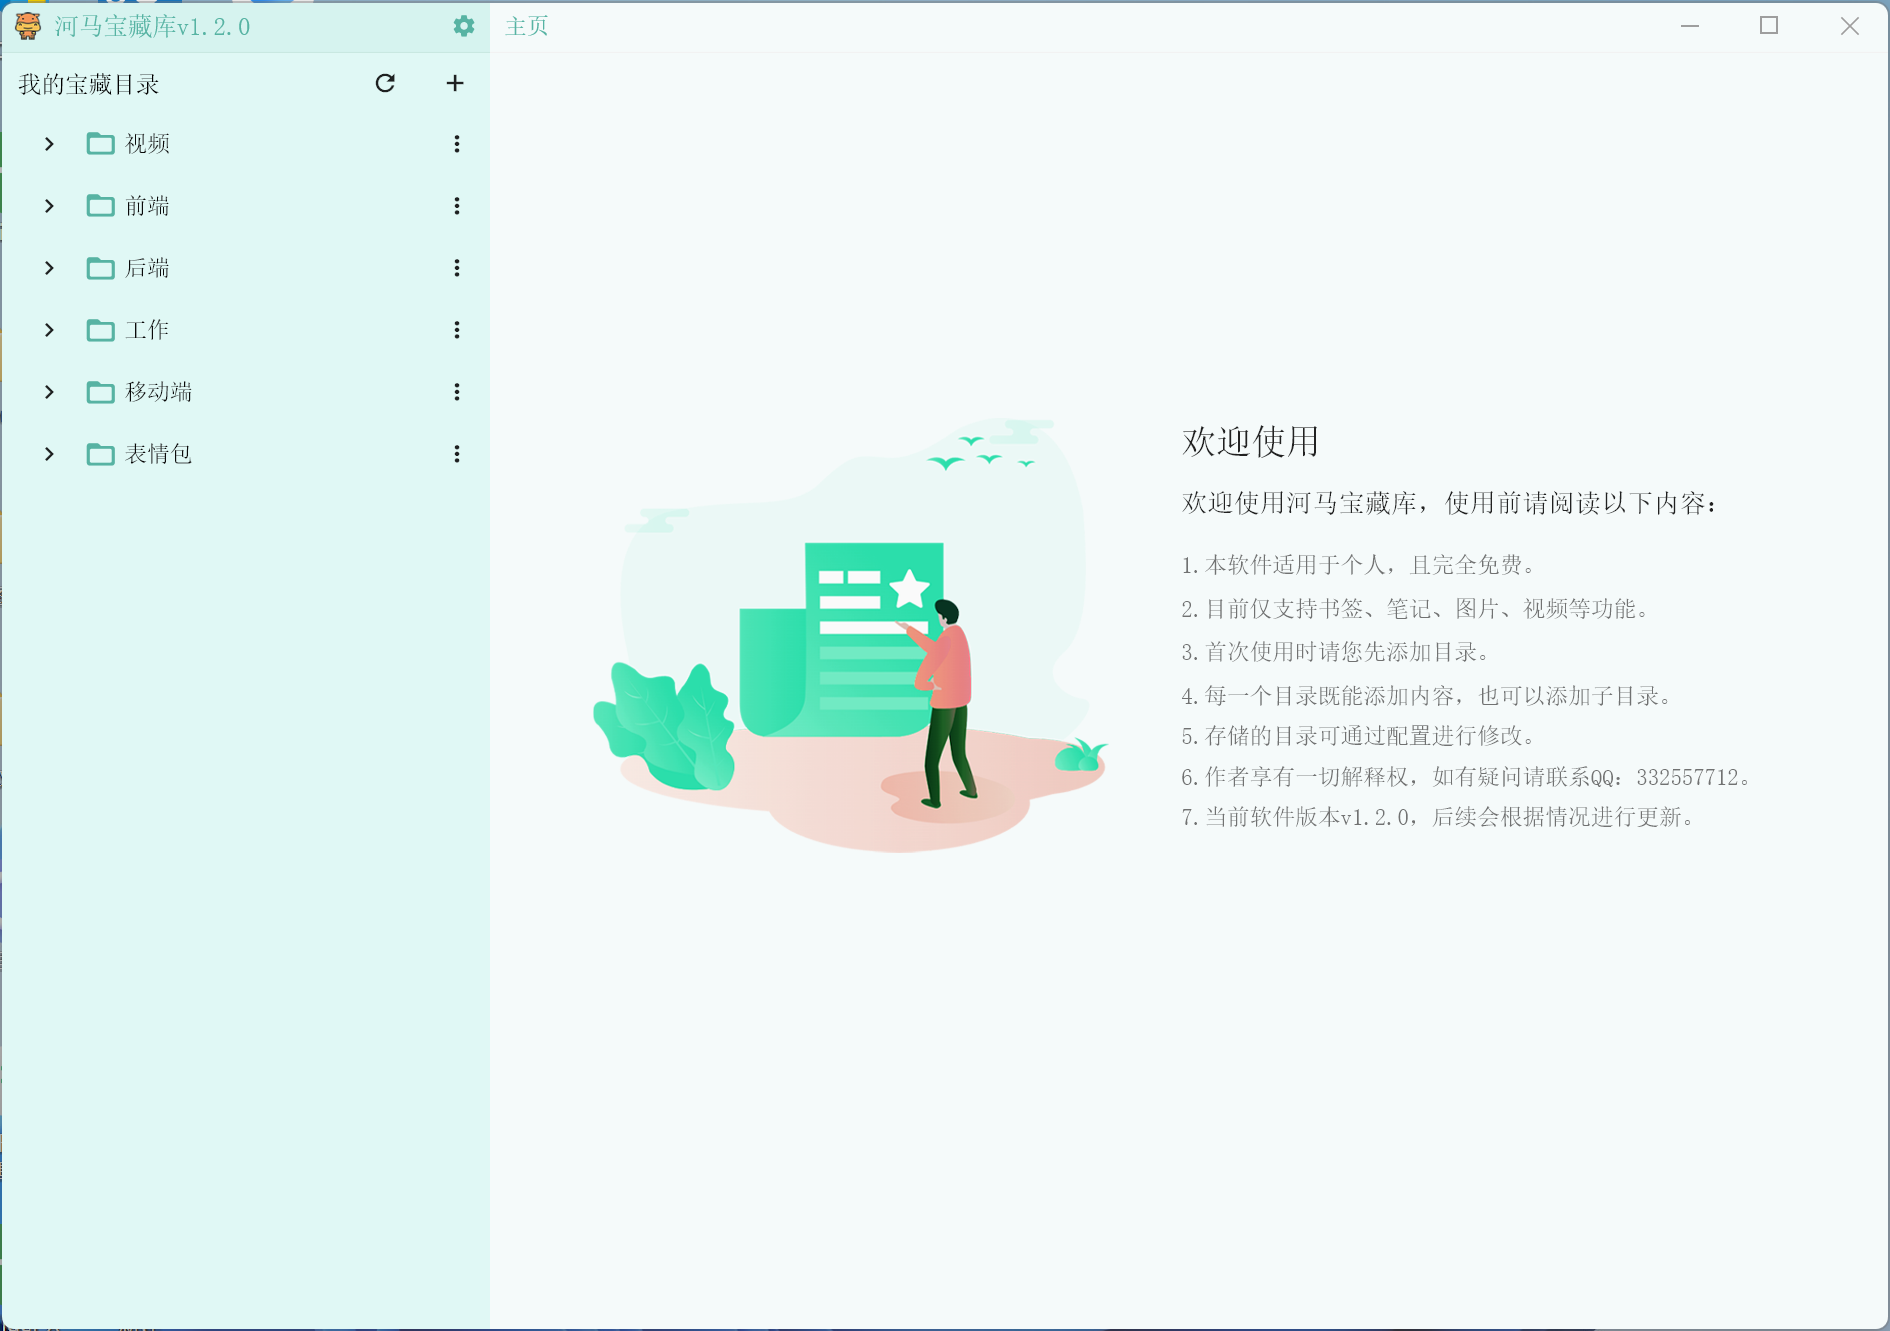 河马宝藏库v1.2.0
主页
我的宝藏目录
视频
前端
后端
工作
移动端
表情包
欢迎使用
欢迎使用河马宝藏库，使用前请阅读以下内容：
1.本软件适用于个人，且完全免费。
2.目前仅支持书签、笔记、图片、视频等功能。
3.首次使用时请您先添加目录。
4.每一个目录既能添加内容，也可以添加子目录。
5.存储的目录可通过配置进行修改。
6.作者享有一切解释权，如有疑问请联系QQ：332557712。
7.当前软件版本v1.2.0，后续会根据情况进行更新。